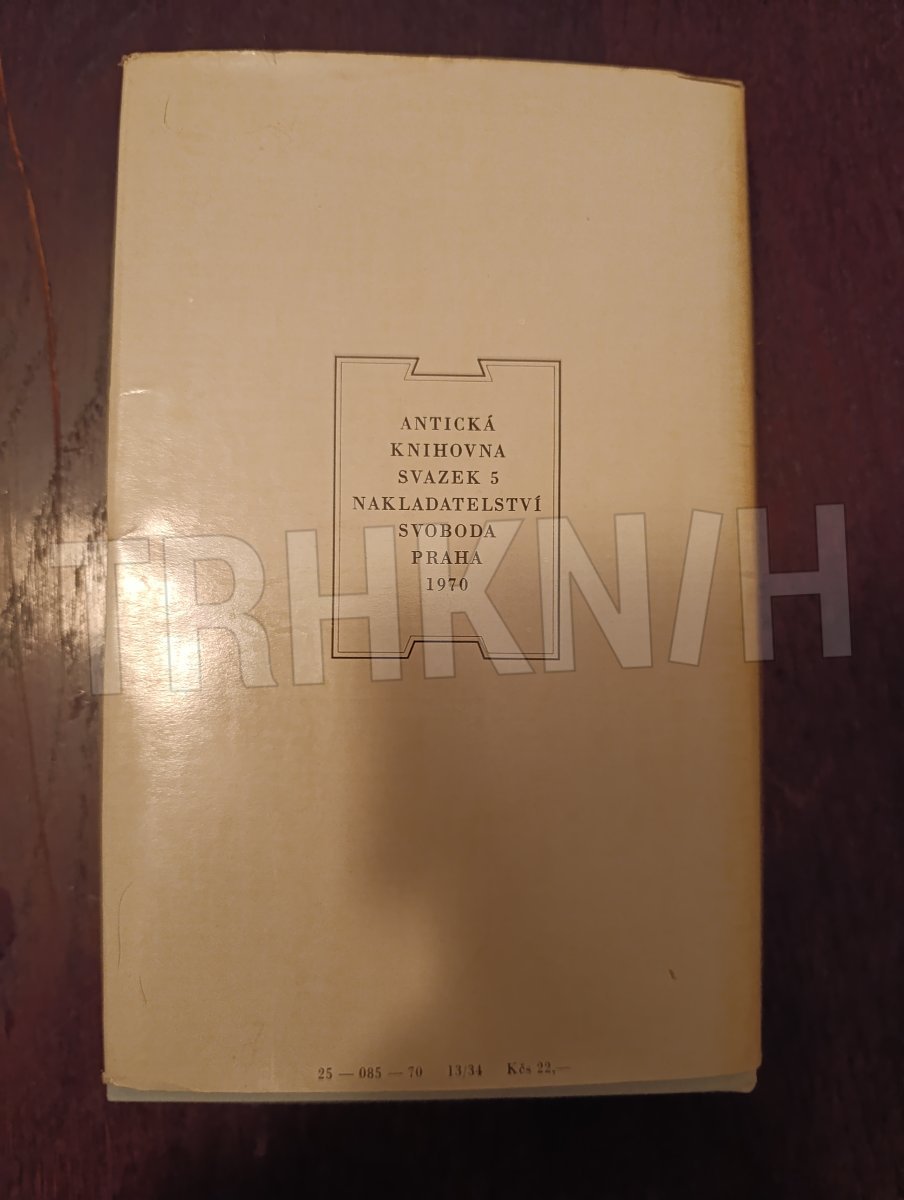 ANTICKÁ
KNIHOVNA
SVAZEK 5
NAKLADATELSTVÍ
SVOBODA
PRAHA
1970
TRHKNIH
25 — 085 — 70 13/34 Kčs 22,—